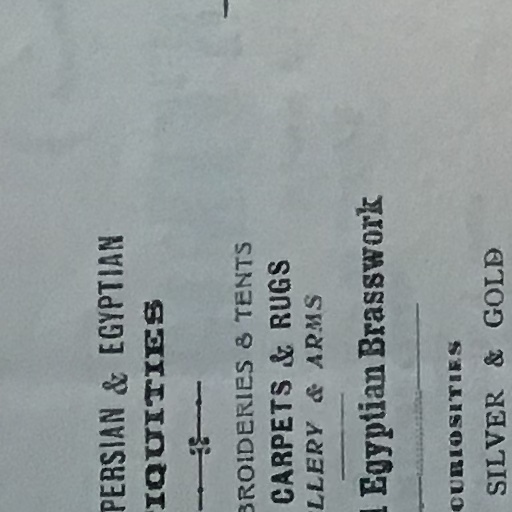 PERSIAN & EGYPTIAN
IQUITIES
BROIDERIES & TENTS
CARPETS & RUGS
LLERY & ARMS
Egyptian Brasswork
CURIOSITIES
SILVER & GOLD